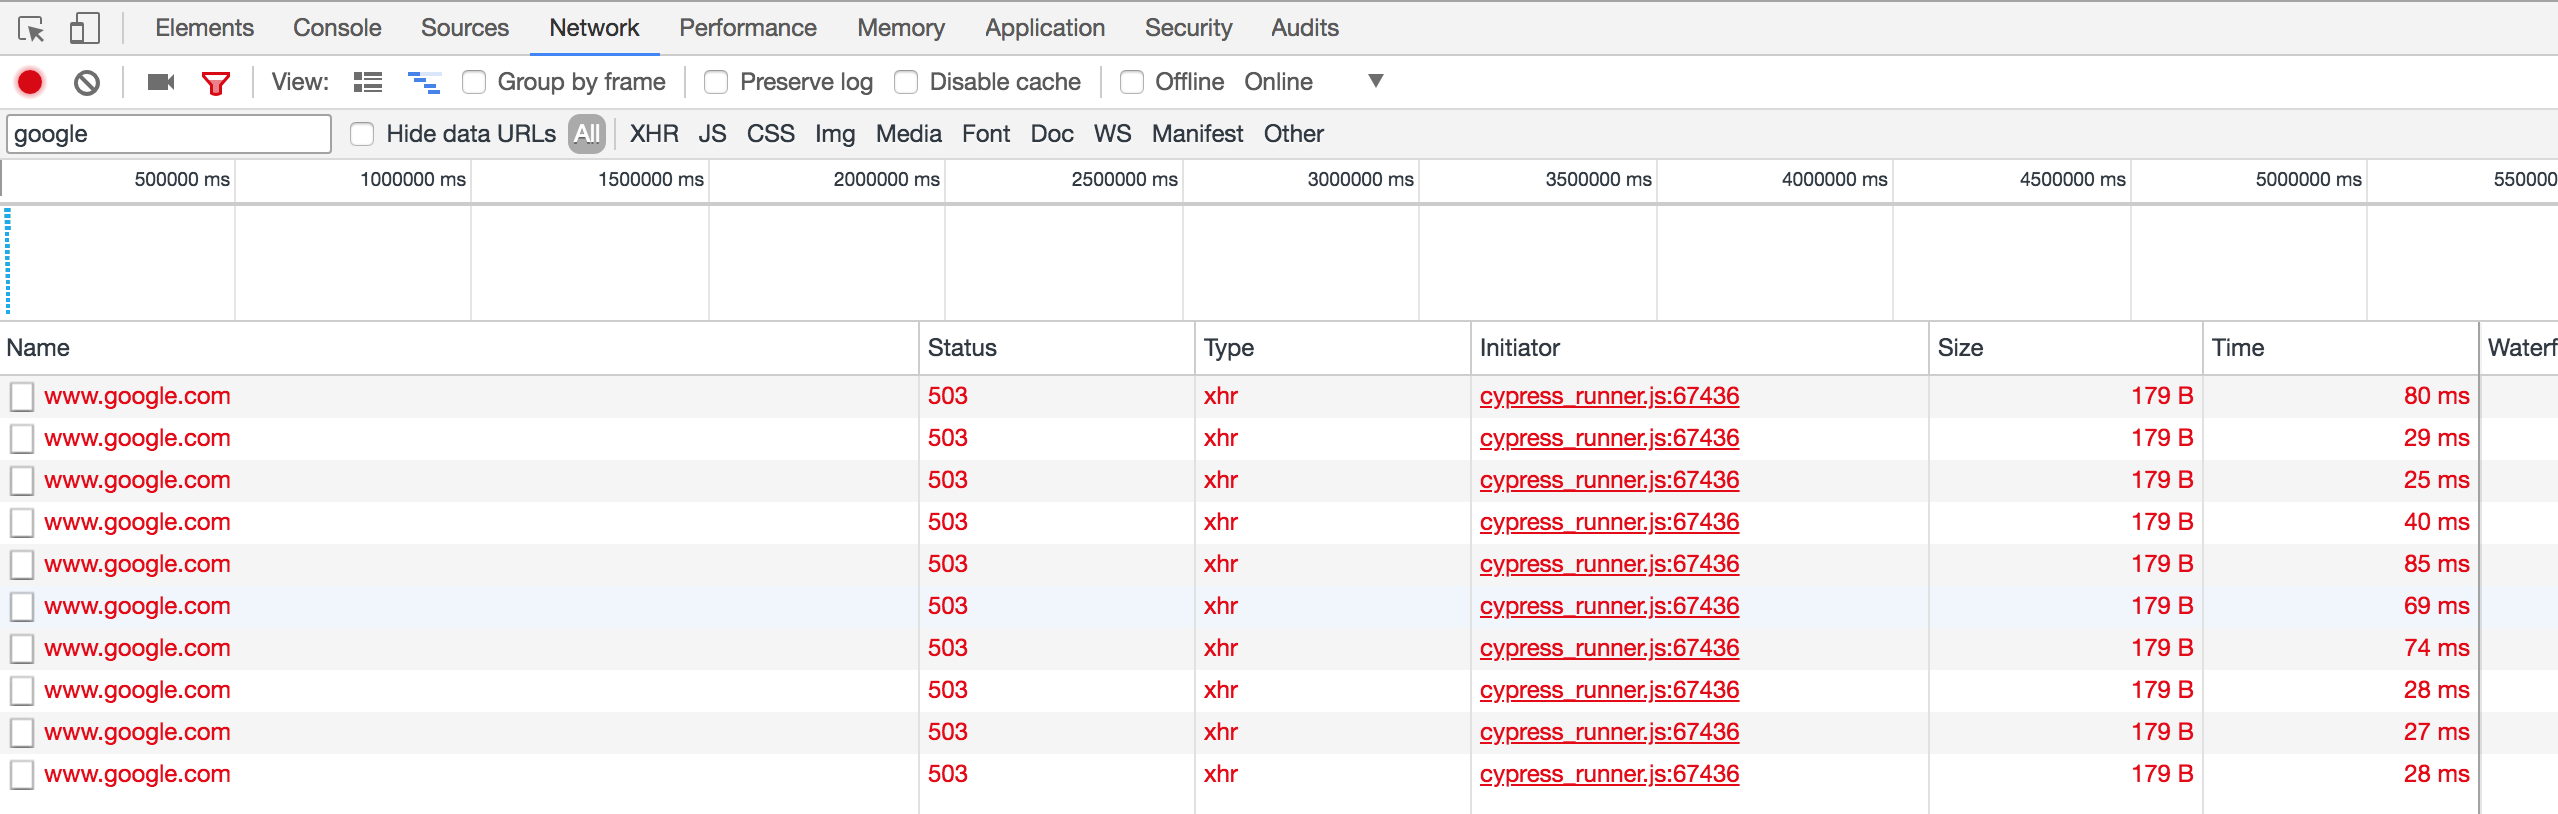 Elements Console Sources Network Performance Memory Application Security Audits
View: Group by frame Preserve log Disable cache Offline Online
google Hide data URLs All XHR JS CSS Img Media Font Doc WS Manifest Other
500000 ms 1000000 ms 1500000 ms 2000000 ms 2500000 ms 3000000 ms 3500000 ms 4000000 ms 4500000 ms 5000000 ms 550000
Name Status Type Initiator Size Time Waterf
www.google.com 503 xhr cypress_runner.js:67436 179 B 80 ms
www.google.com 503 xhr cypress_runner.js:67436 179 B 29 ms
www.google.com 503 xhr cypress_runner.js:67436 179 B 25 ms
www.google.com 503 xhr cypress_runner.js:67436 179 B 40 ms
www.google.com 503 xhr cypress_runner.js:67436 179 B 85 ms
www.google.com 503 xhr cypress_runner.js:67436 179 B 69 ms
www.google.com 503 xhr cypress_runner.js:67436 179 B 74 ms
www.google.com 503 xhr cypress_runner.js:67436 179 B 28 ms
www.google.com 503 xhr cypress_runner.js:67436 179 B 27 ms
www.google.com 503 xhr cypress_runner.js:67436 179 B 28 ms